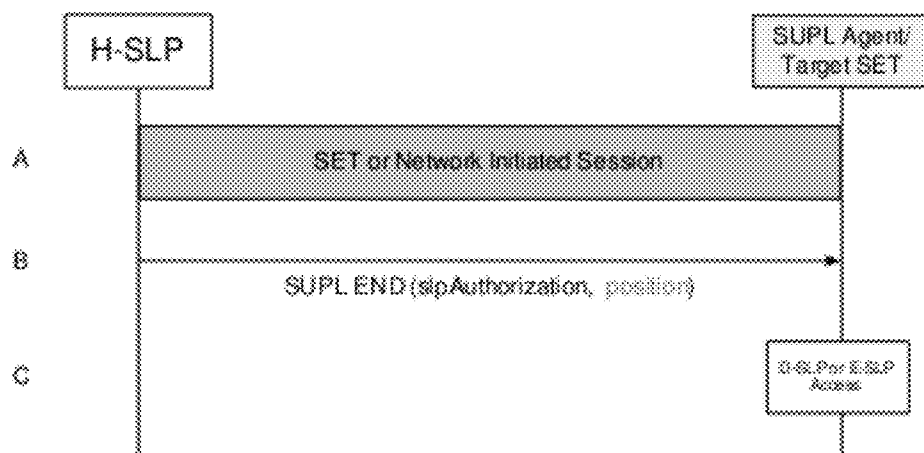 H-SLP
SUPL Agent/
Target SET
A
SET or Network Initiated Session
B
SUPL END (slpAuthorization, position)
C
D-SLP or E-SLP
Access